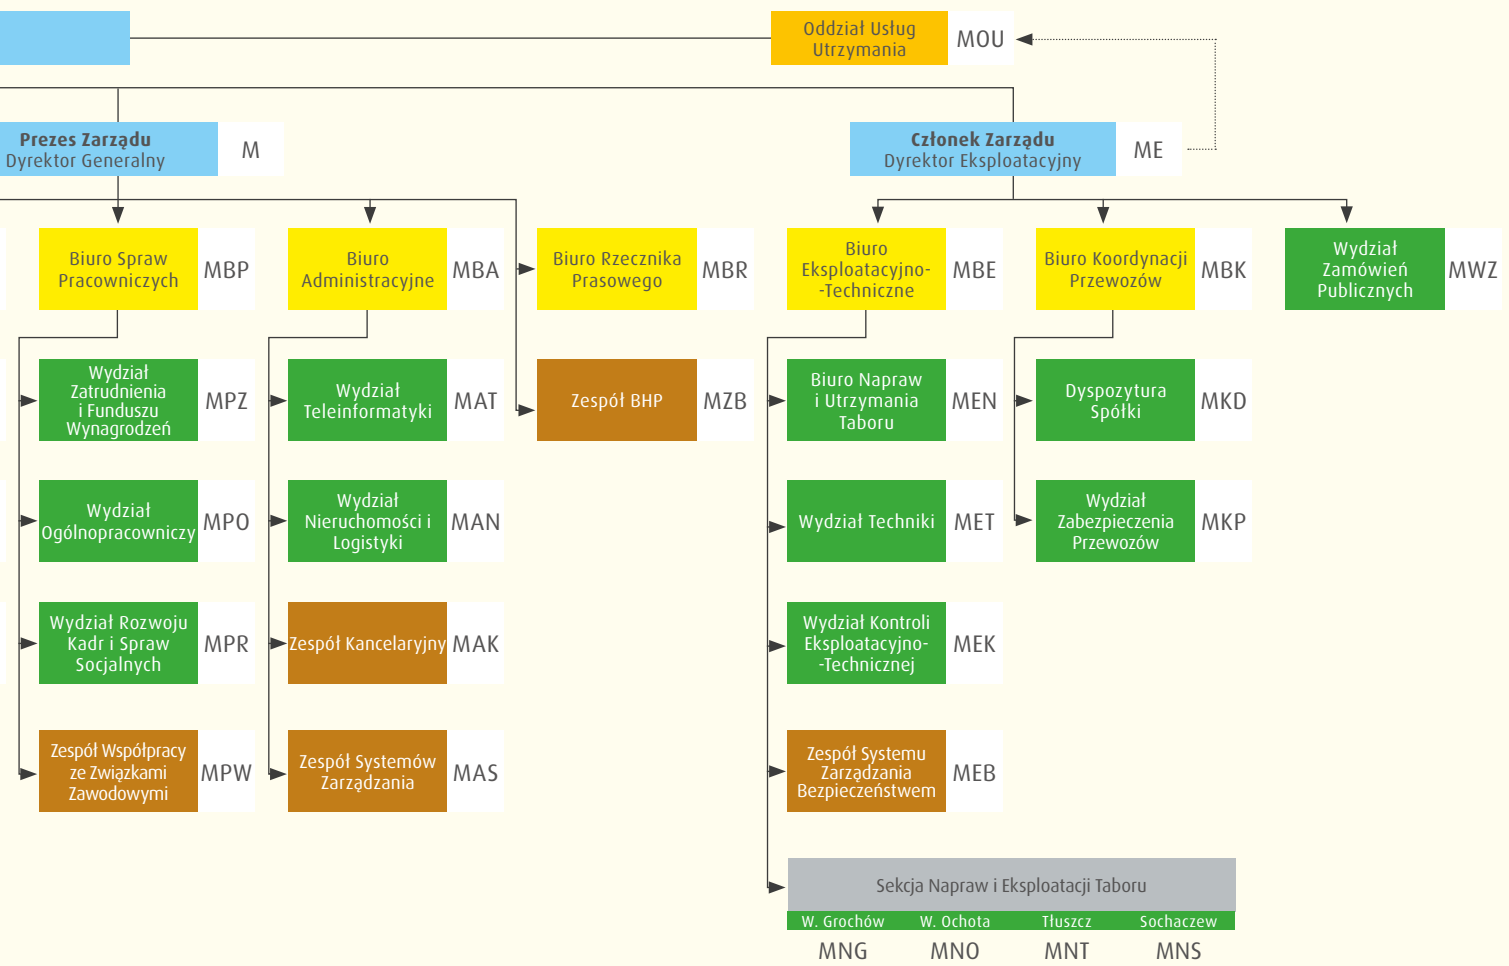 Oddział Usług
Utrzymania
MOU
Prezes Zarządu
Dyrektor Generalny
M
Członek Zarządu
Dyrektor Eksploatacyjny
ME
Biuro Spraw
Pracowniczych
MBP
Biuro
Administracyjne
MBA
Biuro Rzecznika
Prasowego
MBR
Biuro
Eksploatacyjno-
-Techniczne
MBE
Biuro Koordynacji
Przewozów
MBK
Wydział
Zamówień
Publicznych
MWZ
Wydział
Zatrudnienia
i Funduszu
Wynagrodzeń
MPZ
Wydział
Teleinformatyki
MAT
Zespół BHP
MZB
Biuro Napraw
i Utrzymania
Taboru
MEN
Dyspozytura
Spółki
MKD
Wydział
Ogólnopracowniczy
MPO
Wydział
Nieruchomości i
Logistyki
MAN
Wydział Techniki
MET
Wydział
Zabezpieczenia
Przewozów
MKP
Wydział Rozwoju
Kadr i Spraw
Socjalnych
MPR
Zespół Kancelaryjny
MAK
Wydział Kontroli
Eksploatacyjno-
-Technicznej
MEK
Zespół Współpracy
ze Związkami
Zawodowymi
MPW
Zespół Systemów
Zarządzania
MAS
Zespół Systemu
Zarządzania
Bezpieczeństwem
MEB
Sekcja Napraw i Eksploatacji Taboru
W. Grochów
W. Ochota
Tłuszcz
Sochaczew
MNG
MNO
MNT
MNS